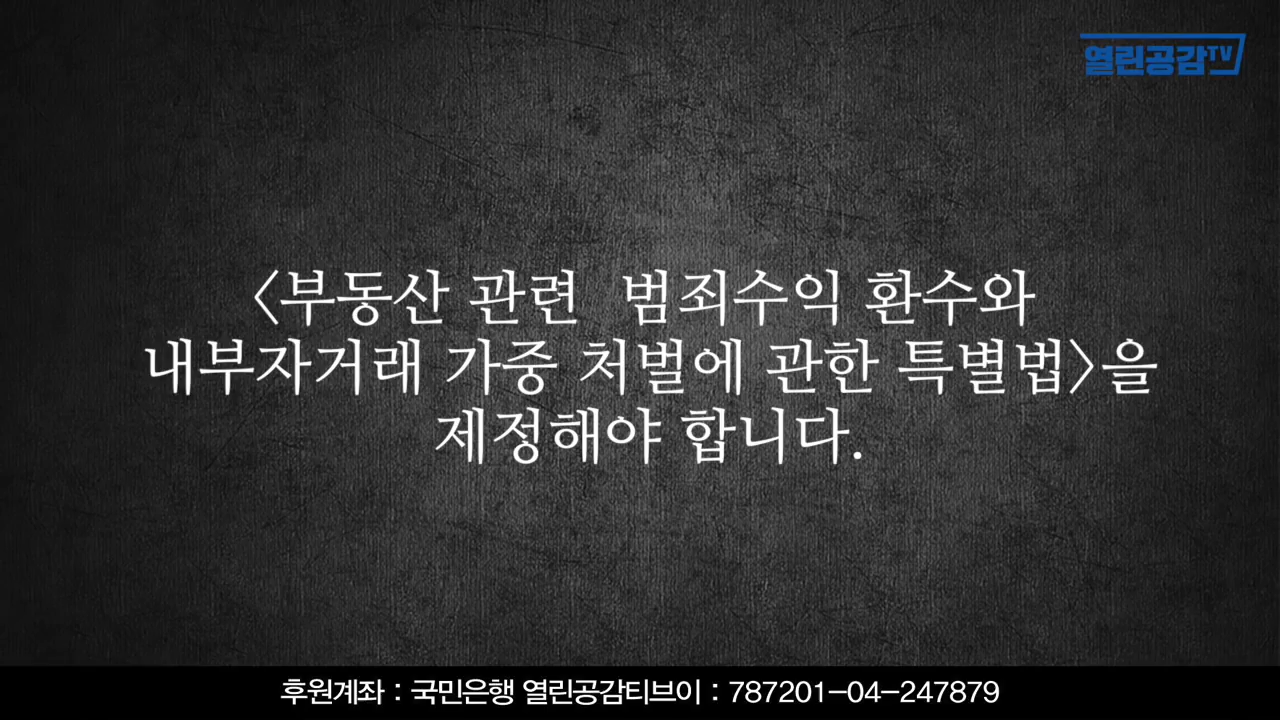 열린공감TV
<부동산 관련 범죄수익 환수와
내부자거래 가중 처벌에 관한 특별법>을
제정해야 합니다.
후원계좌 : 국민은행 열린공감티브이 : 787201-04-247879